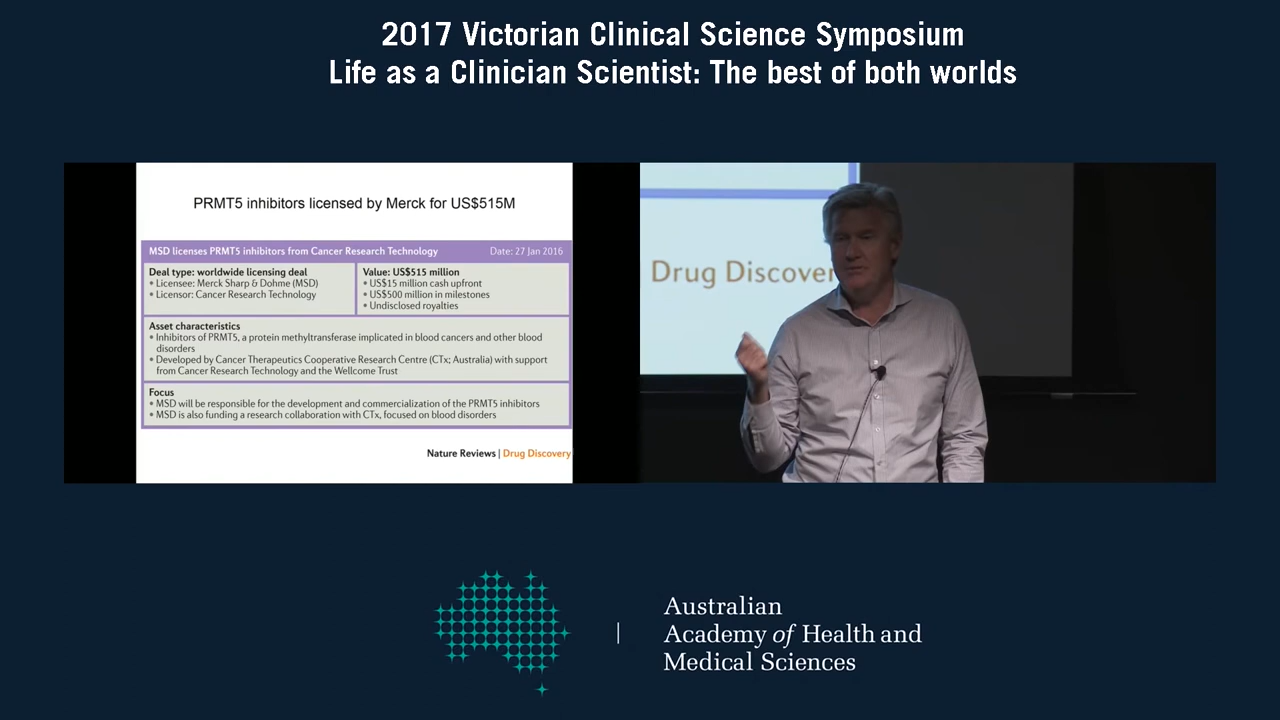 2017 Victorian Clinical Science Symposium
Life as a Clinician Scientist: The best of both worlds
PRMT5 inhibitors licensed by Merck for US$515M
MSD licenses PRMT5 inhibitors from Cancer Research Technology Date: 27 Jan 2016
Deal type: worldwide licensing deal
• Licensee: Merck Sharp & Dohme (MSD)
• Licensor: Cancer Research Technology
Value: US$515 million
• US$15 million cash upfront
• US$500 million in milestones
• Undisclosed royalties
Asset characteristics
• Inhibitors of PRMT5, a protein methyltransferase implicated in blood cancers and other blood
disorders
• Developed by Cancer Therapeutics Cooperative Research Centre (CTx; Australia) with support
from Cancer Research Technology and the Wellcome Trust
Focus
• MSD will be responsible for the development and commercialization of the PRMT5 inhibitors
• MSD is also funding a research collaboration with CTx, focused on blood disorders
Nature Reviews | Drug Discovery
Drug Discover
Australian
Academy of Health and
Medical Sciences